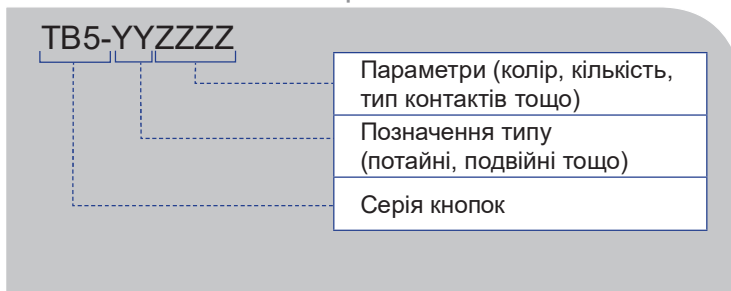 TB5-YYZZZZ
Параметри (колір, кількість,
тип контактів тощо)
Позначення типу
(потайні, подвійні тощо)
Серія кнопок